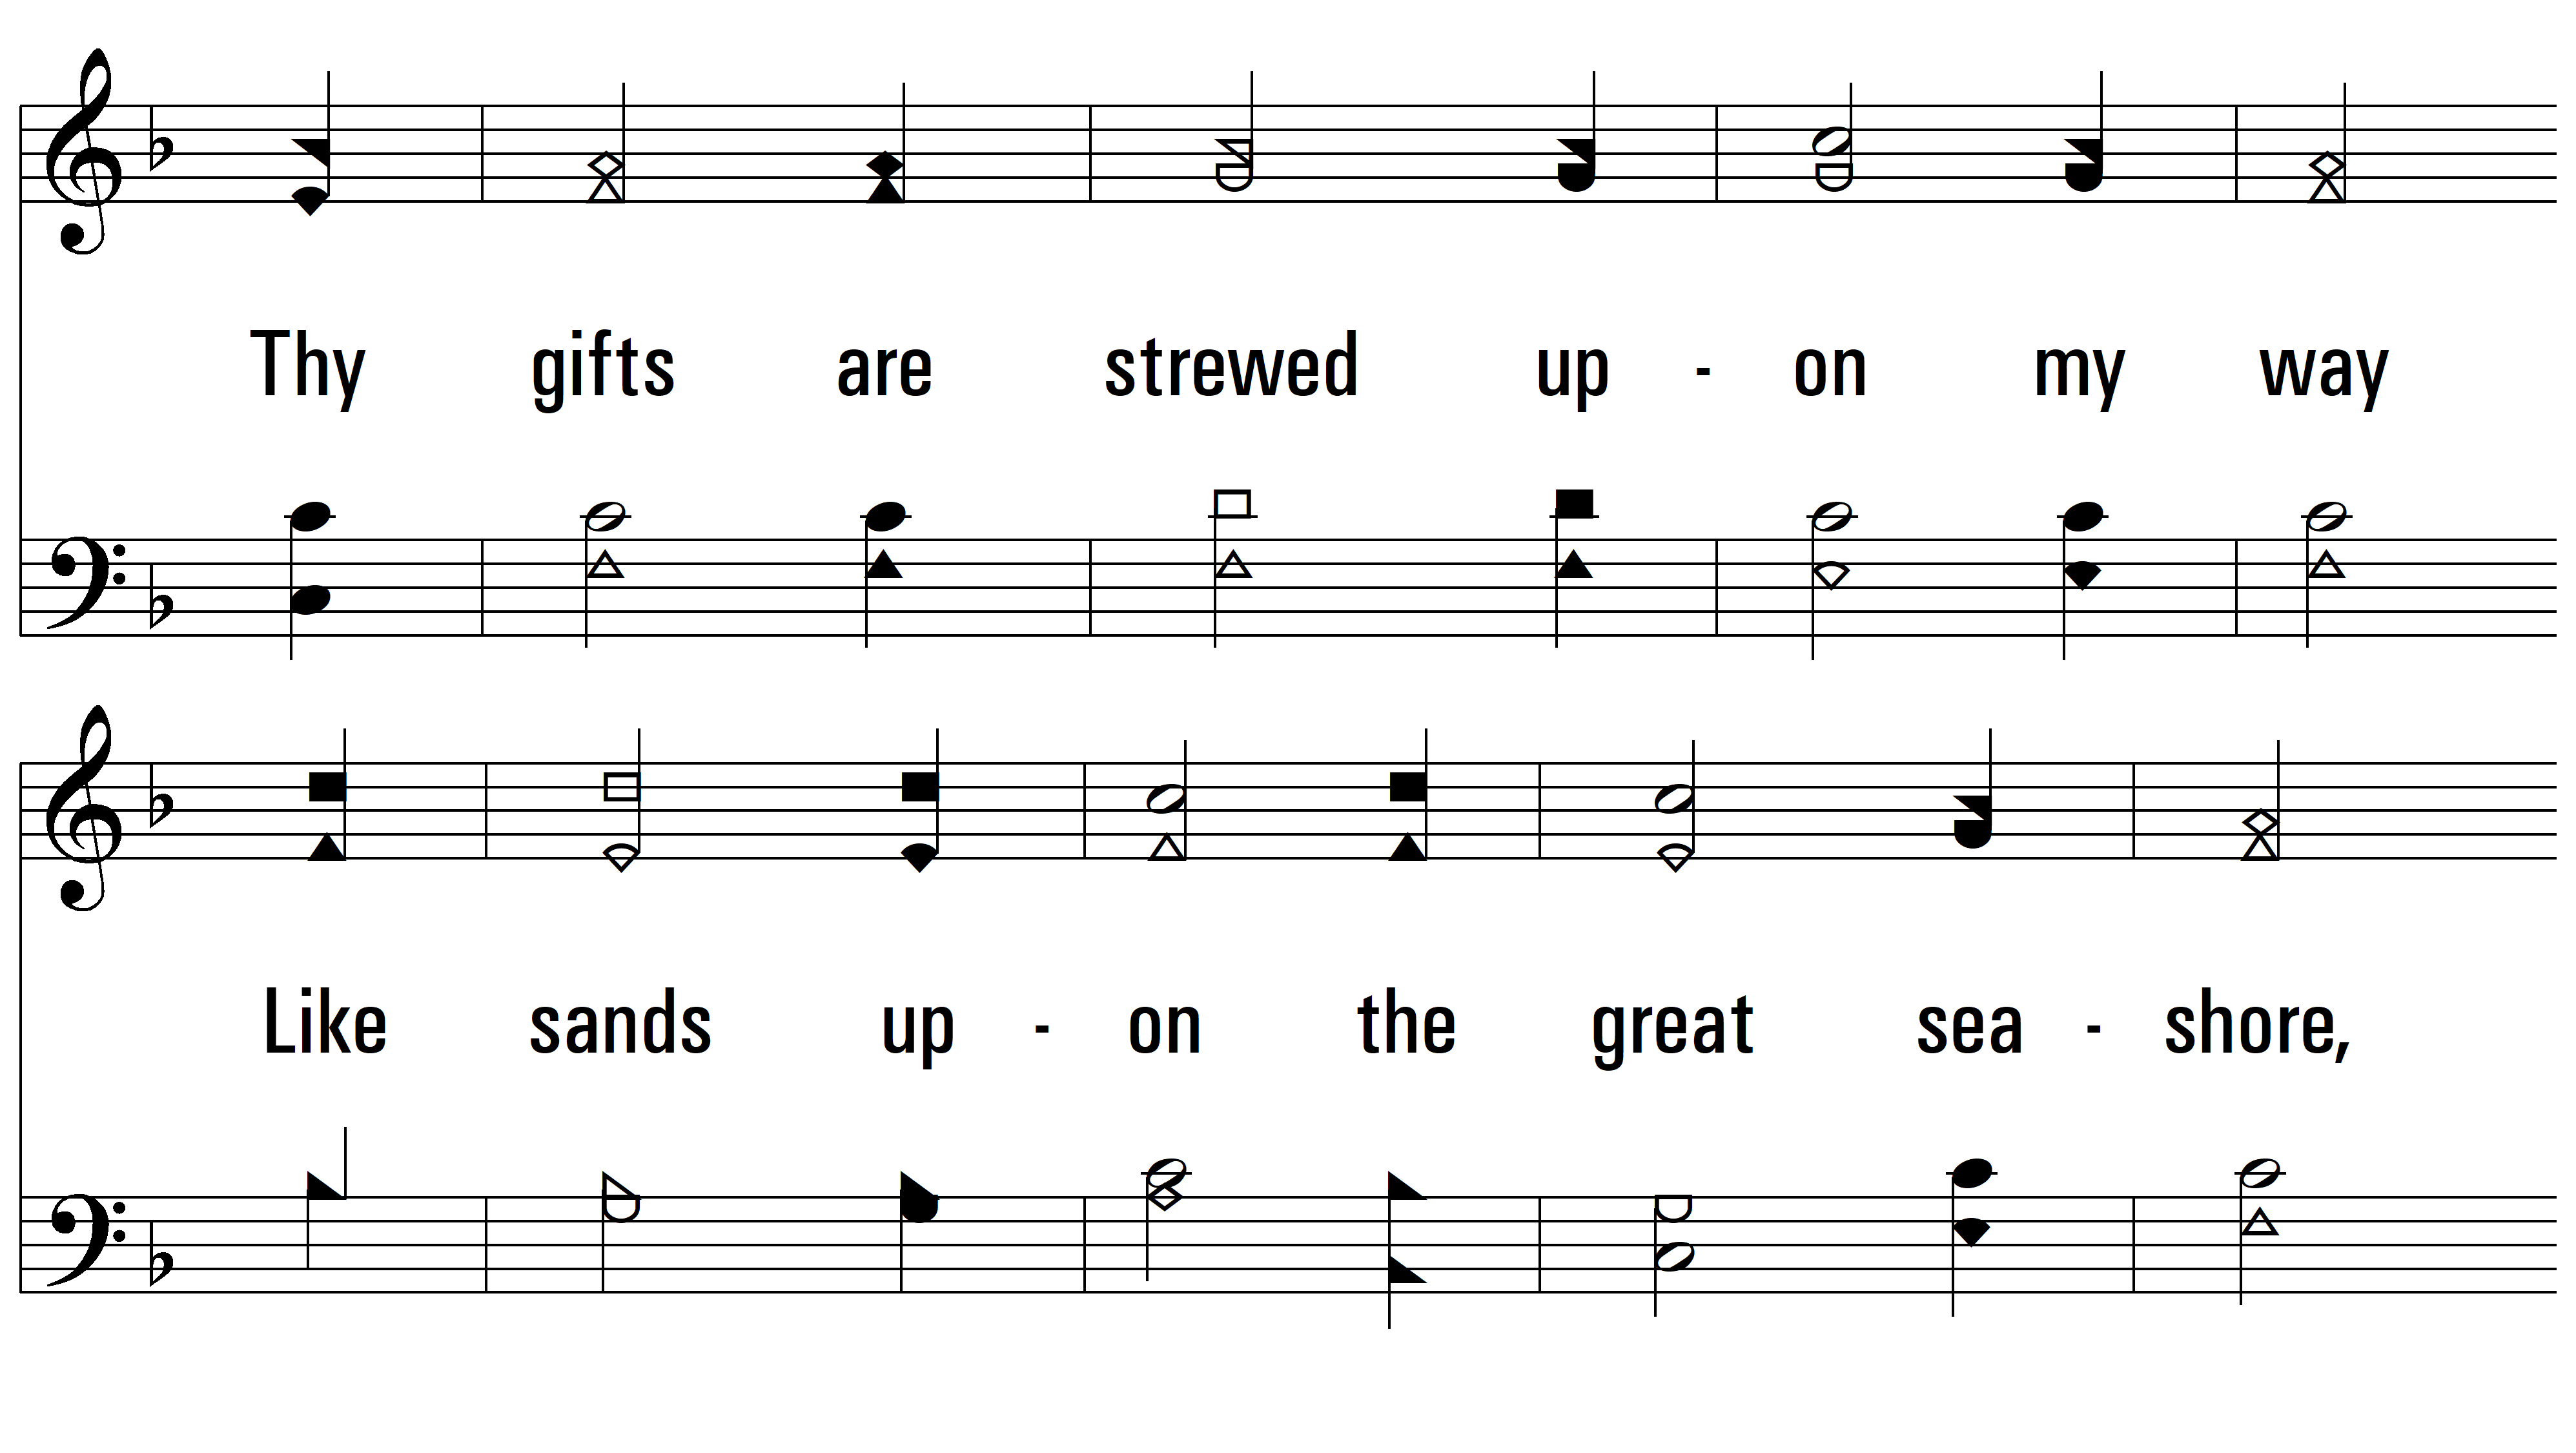 Thy gifts are strewed up - on my way
Like sands up - on the great sea - shore,